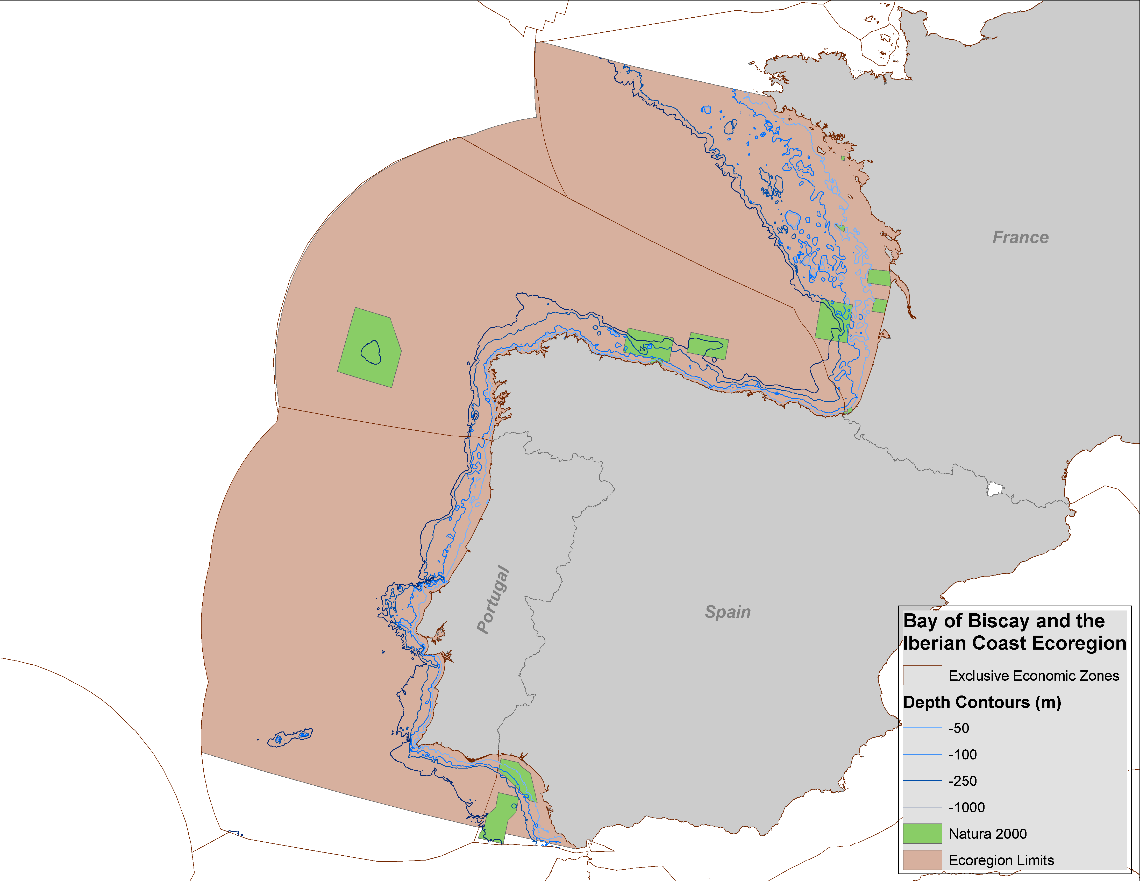 France
Portugal
Spain
Bay of Biscay and the
Iberian Coast Ecoregion
Exclusive Economic Zones
Depth Contours (m)
-50
-100
-250
-1000
Natura 2000
Ecoregion Limits